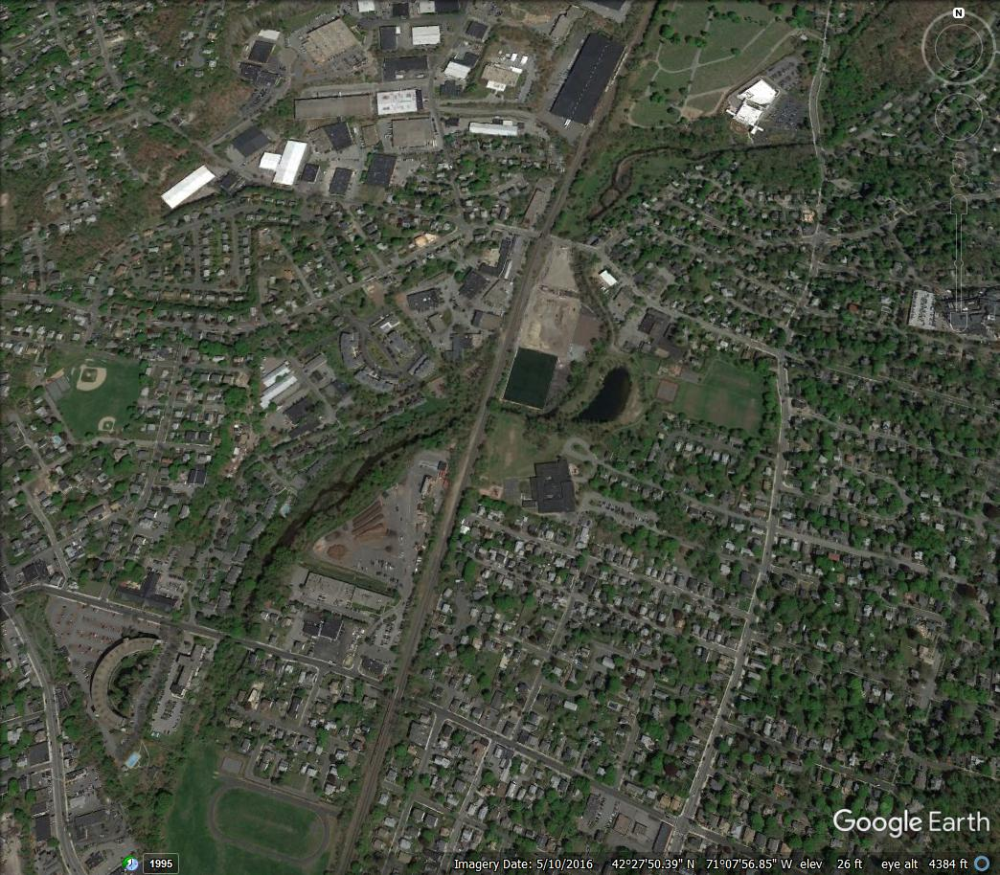 N
Google Earth
1995
Imagery Date: 5/10/2016 42°27'50.39" N 71°07'56.85" W elev 26 ft eye alt 4384 ft